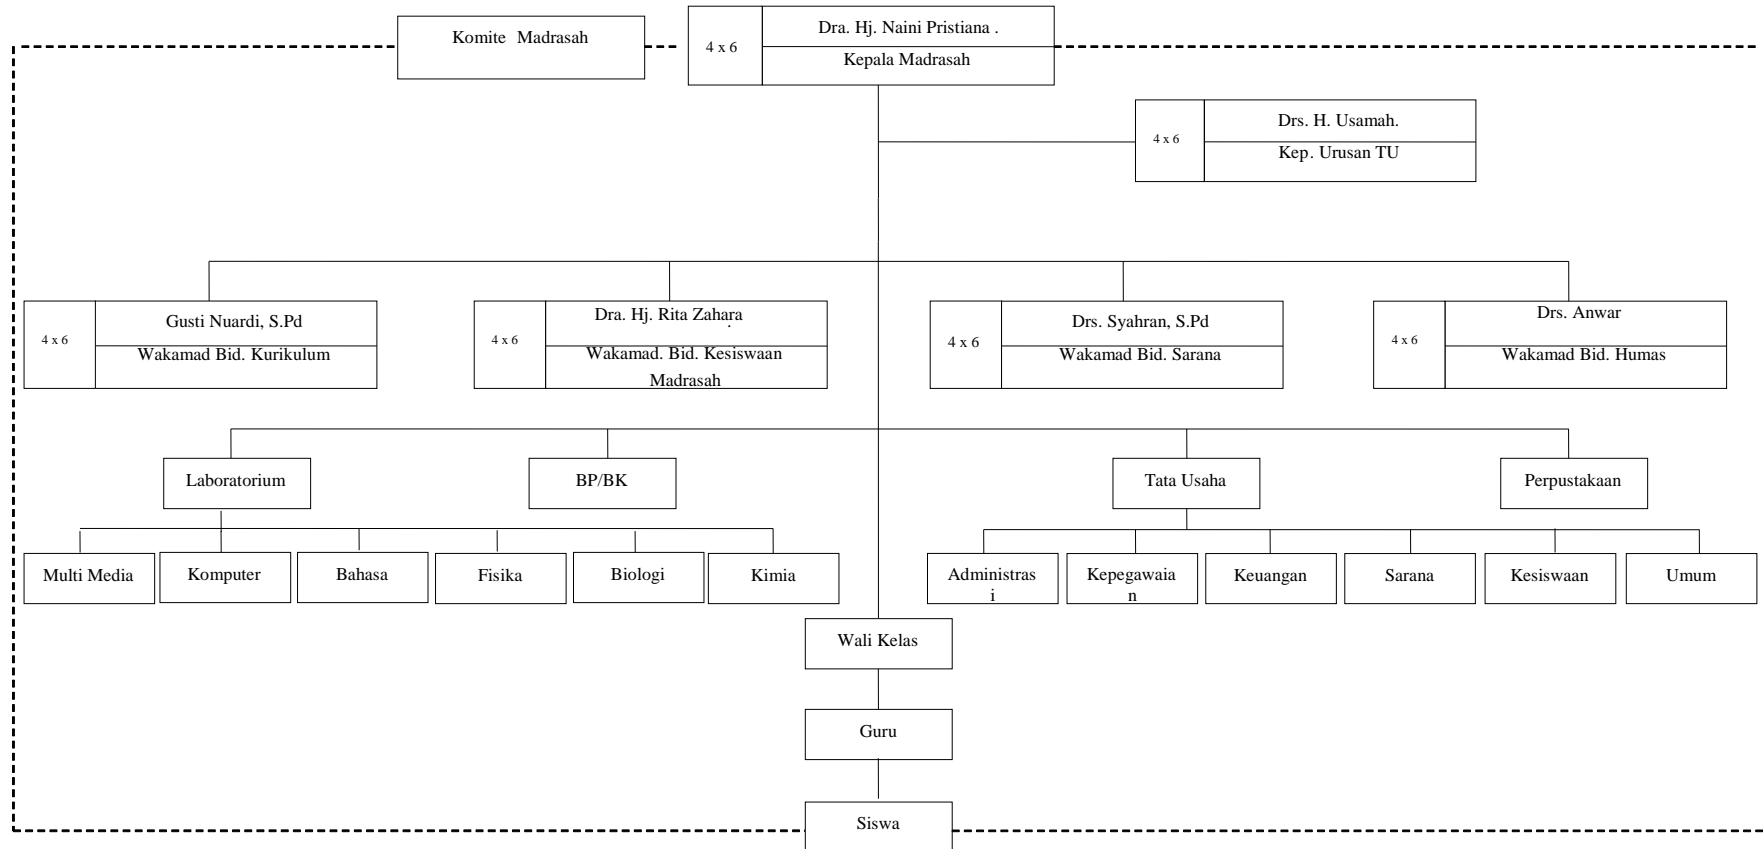 Komite Madrasah
4 x 6
Dra. Hj. Naini Pristiana .
Kepala Madrasah
4 x 6
Drs. H. Usamah.
Kep. Urusan TU
4 x 6
Gusti Nuardi, S.Pd
Wakamad Bid. Kurikulum
4 x 6
Dra. Hj. Rita Zahara
.
Wakamad. Bid. Kesiswaan
Madrasah
4 x 6
Drs. Syahran, S.Pd
Wakamad Bid. Sarana
4 x 6
Drs. Anwar
Wakamad Bid. Humas
Laboratorium
BP/BK
Tata Usaha
Perpustakaan
Multi Media
Komputer
Bahasa
Fisika
Biologi
Kimia
Administras
i
Kepegawaia
n
Keuangan
Sarana
Kesiswaan
Umum
Wali Kelas
Guru
Siswa